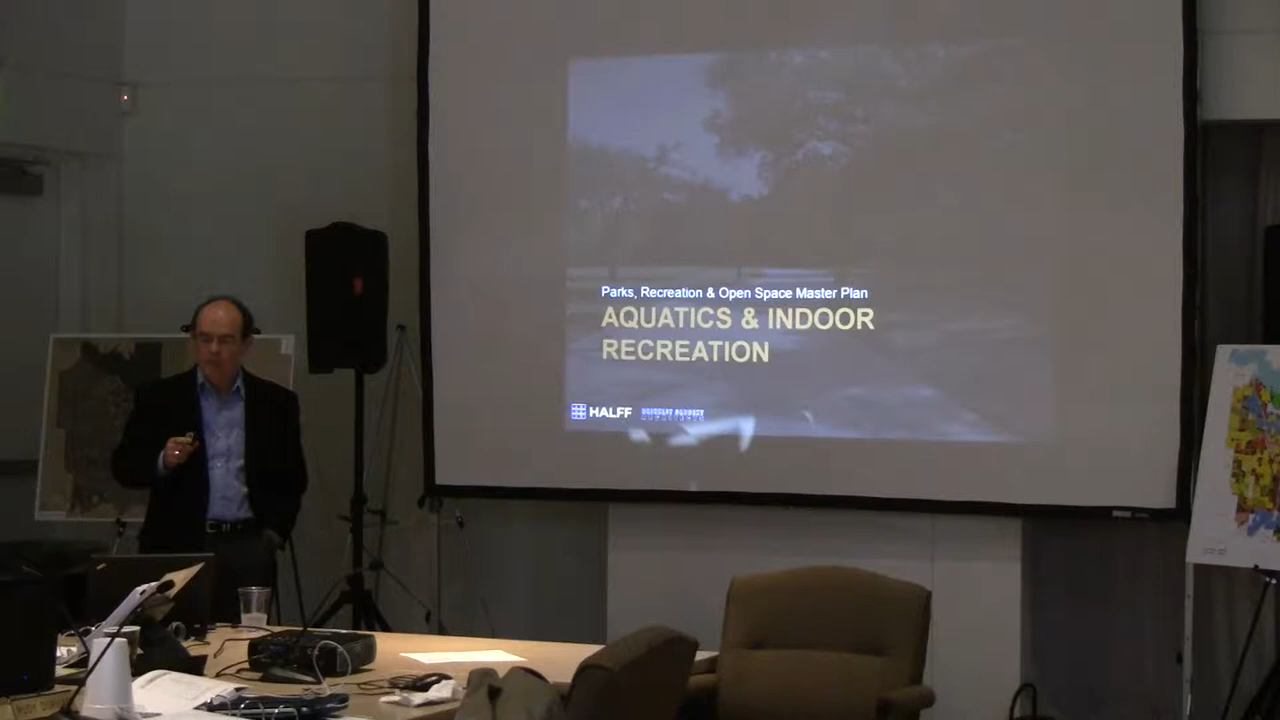 Parks, Recreation & Open Space Master Plan
AQUATICS & INDOOR
RECREATION
HALFF